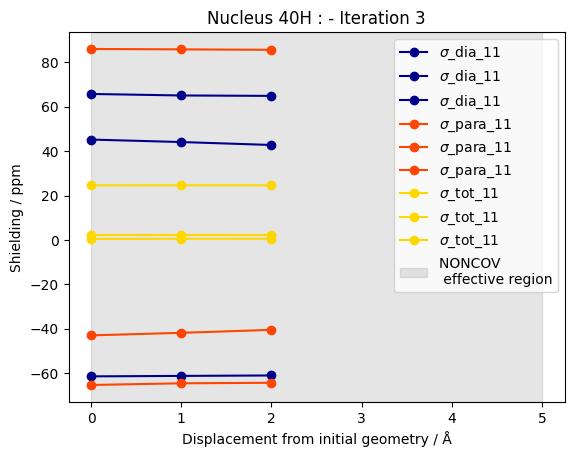 Nucleus 40H : - Iteration 3
Shielding / ppm
80
60
40
20
0
−20
−40
−60
0
1
2
3
4
5
Displacement from initial geometry / Å
σ_dia_11
σ_dia_11
σ_dia_11
σ_para_11
σ_para_11
σ_para_11
σ_tot_11
σ_tot_11
σ_tot_11
NONCOV
effective region